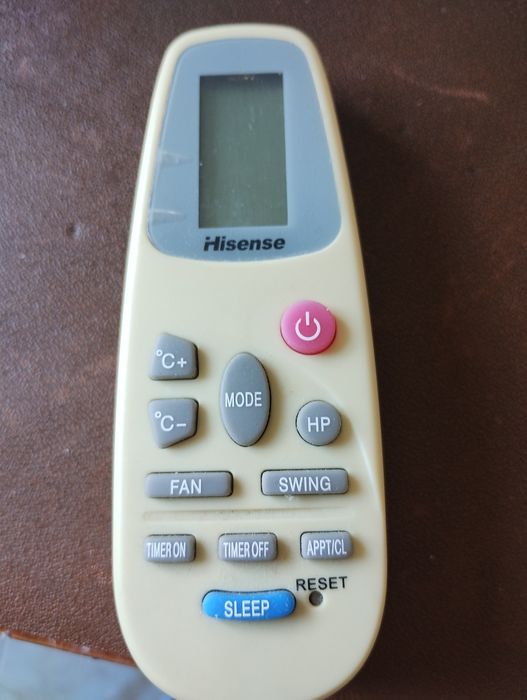 Hisense
°C+
MODE
°C-
HP
FAN
SWING
TIMER ON
TIMER OFF
APPT/CL
RESET
SLEEP